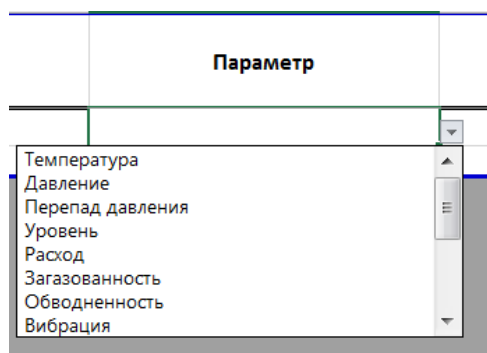 Параметр
Температура
Давление
Перепад давления
Уровень
Расход
Загазованность
Обводненность
Вибрация